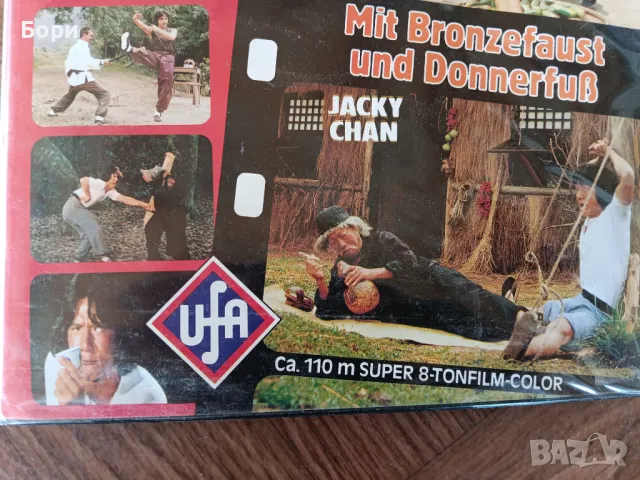 Бори
Mit Bronzefaust
und Donnerfuß
JACKY
CHAN
UfA
Ca. 110 m SUPER 8-TONFILM-COLOR
BAZAR